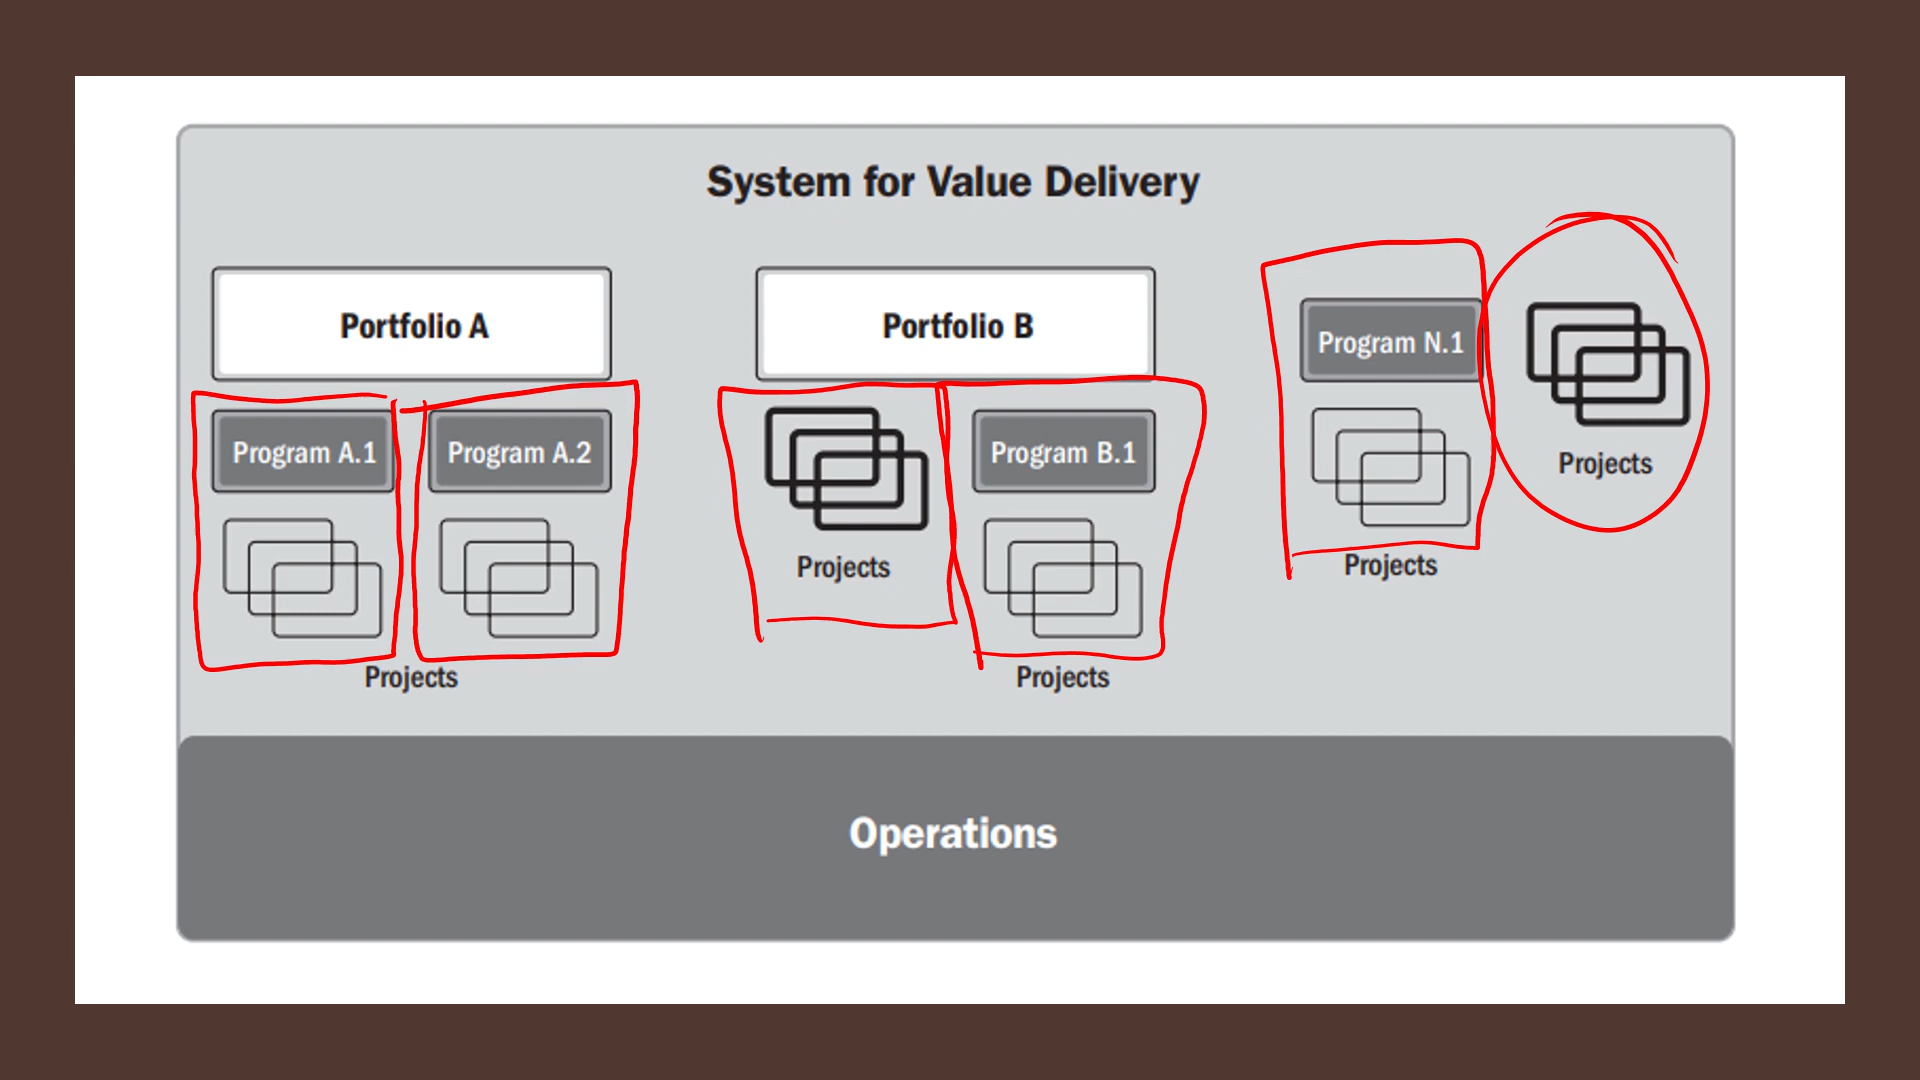 System for Value Delivery
Portfolio A
Portfolio B
Program N.1
Program A.1
Program A.2
Program B.1
Projects
Projects
Projects
Projects
Projects
Operations